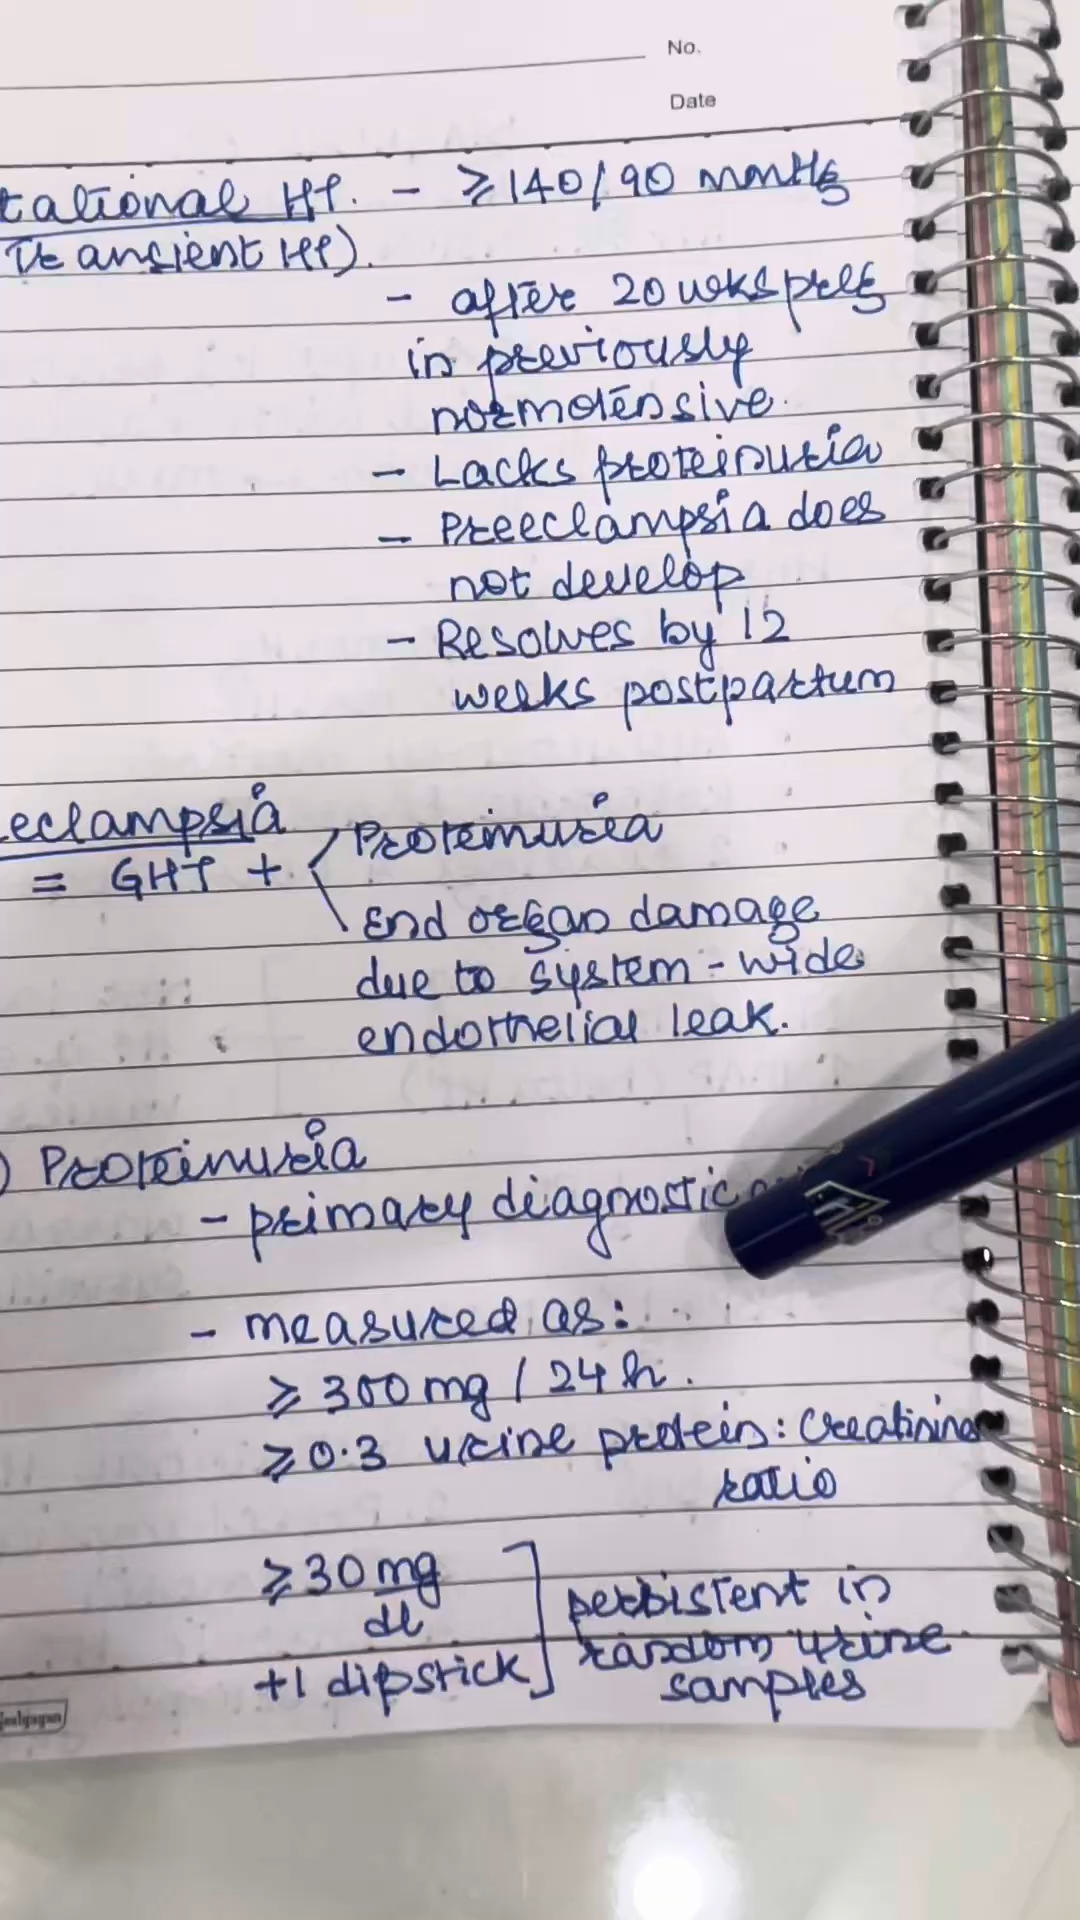 No.
Date
tational HT. - ≥140/90 mmHg
(Transient HT).
- after 20 wks preg
in previously
normotensive.
- Lacks proteinuria
- Preeclampsia does
not develop
- Resolves by 12
weeks postpartum
eclampsia
= GHT + Proteinuria
End organ damage
due to system-wide
endothelial leak.
) Proteinuria
- primary diagnostic
- measured as:
≥ 300 mg / 24 h.
≥ 0.3 urine protein : Creatinine
ratio
≥ 30 mg
dl
+1 dipstick
persistent in
random urine
samples